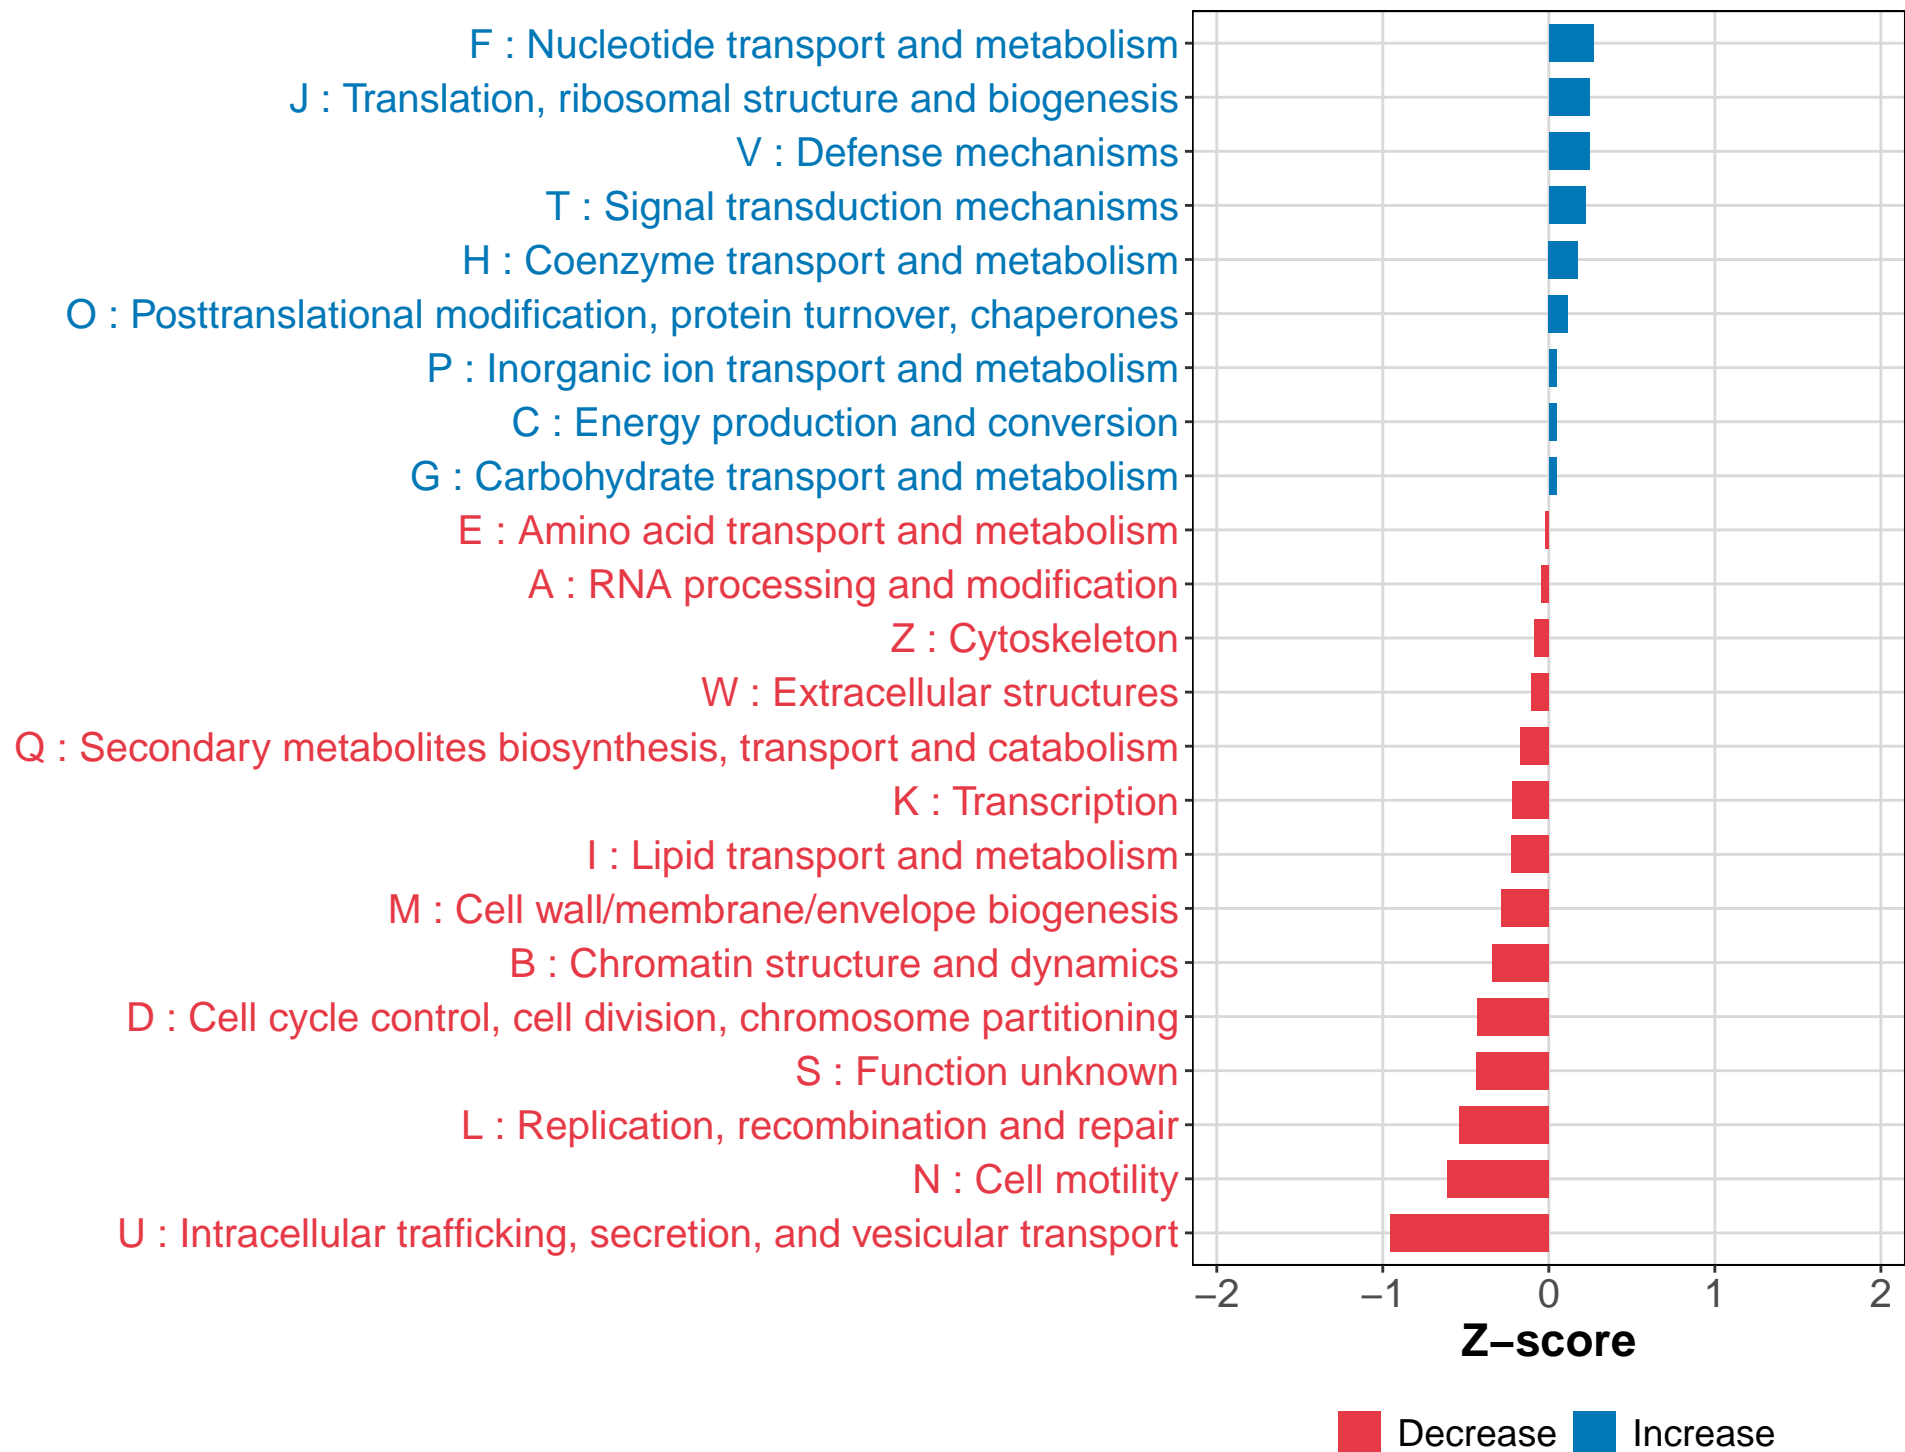 F : Nucleotide transport and metabolism
J : Translation, ribosomal structure and biogenesis
V : Defense mechanisms
T : Signal transduction mechanisms
H : Coenzyme transport and metabolism
O : Posttranslational modification, protein turnover, chaperones
P : Inorganic ion transport and metabolism
C : Energy production and conversion
G : Carbohydrate transport and metabolism
E : Amino acid transport and metabolism
A : RNA processing and modification
Z : Cytoskeleton
W : Extracellular structures
Q : Secondary metabolites biosynthesis, transport and catabolism
K : Transcription
I : Lipid transport and metabolism
M : Cell wall/membrane/envelope biogenesis
B : Chromatin structure and dynamics
D : Cell cycle control, cell division, chromosome partitioning
S : Function unknown
L : Replication, recombination and repair
N : Cell motility
U : Intracellular trafficking, secretion, and vesicular transport
−2 −1 0 1 2
Z−score
Decrease Increase